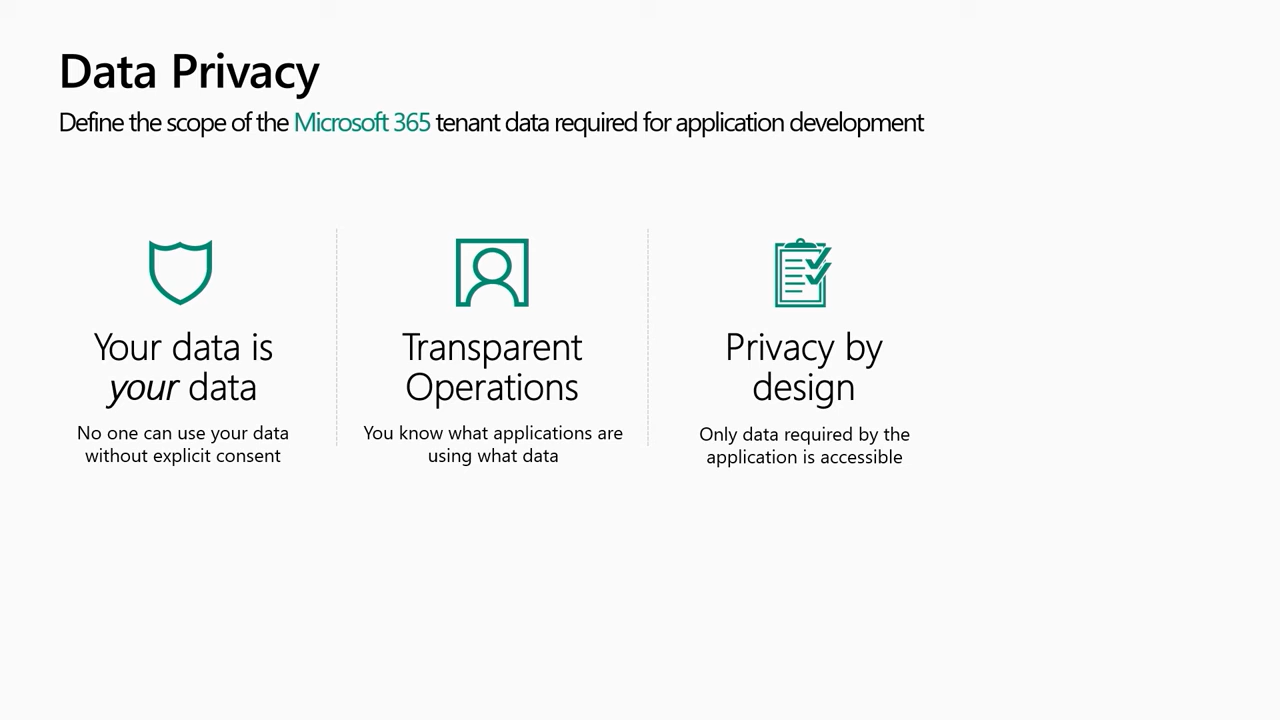 Data Privacy
Define the scope of the Microsoft 365 tenant data required for application development
Your data is
your data
No one can use your data
without explicit consent
Transparent
Operations
You know what applications are
using what data
Privacy by
design
Only data required by the
application is accessible